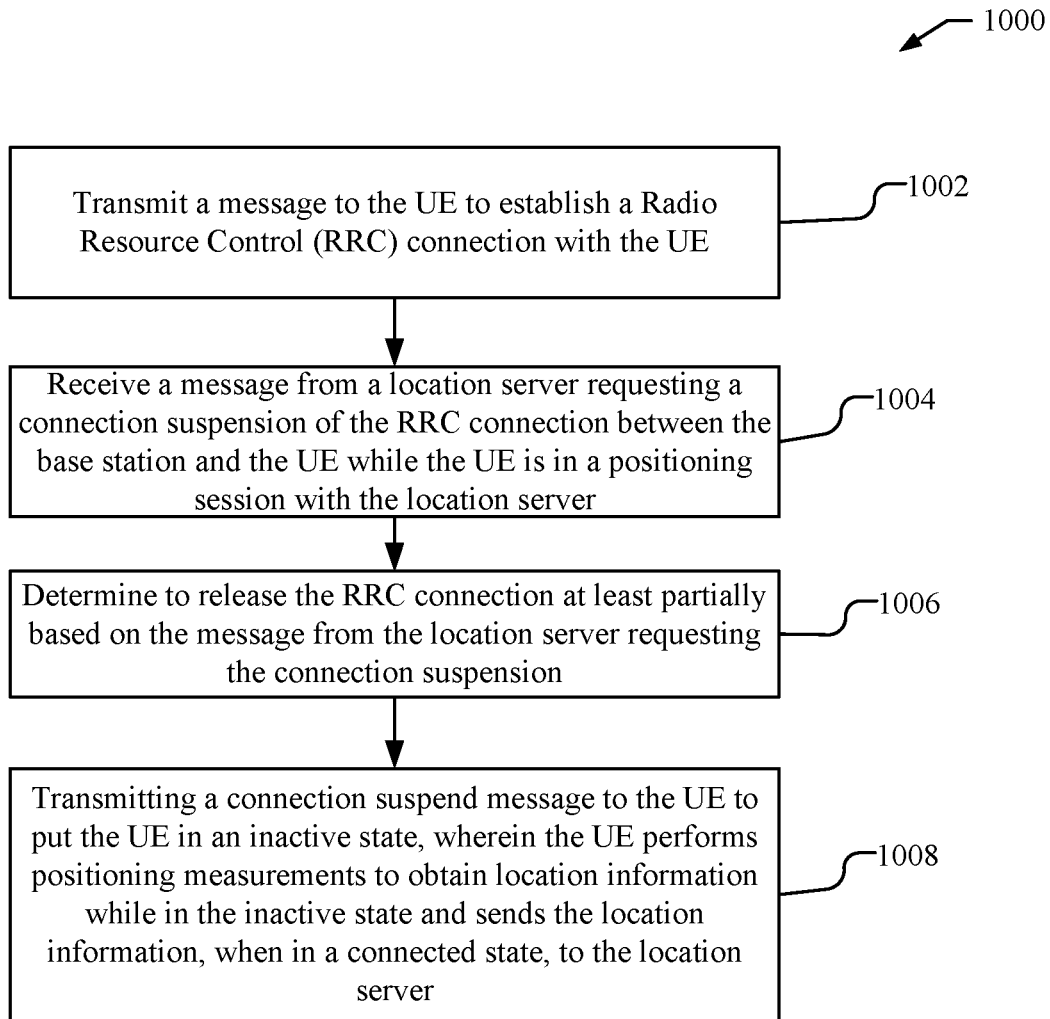 1000
Transmit a message to the UE to establish a Radio
Resource Control (RRC) connection with the UE
1002
Receive a message from a location server requesting a
connection suspension of the RRC connection between the
base station and the UE while the UE is in a positioning
session with the location server
1004
Determine to release the RRC connection at least partially
based on the message from the location server requesting
the connection suspension
1006
Transmitting a connection suspend message to the UE to
put the UE in an inactive state, wherein the UE performs
positioning measurements to obtain location information
while in the inactive state and sends the location
information, when in a connected state, to the location
server
1008